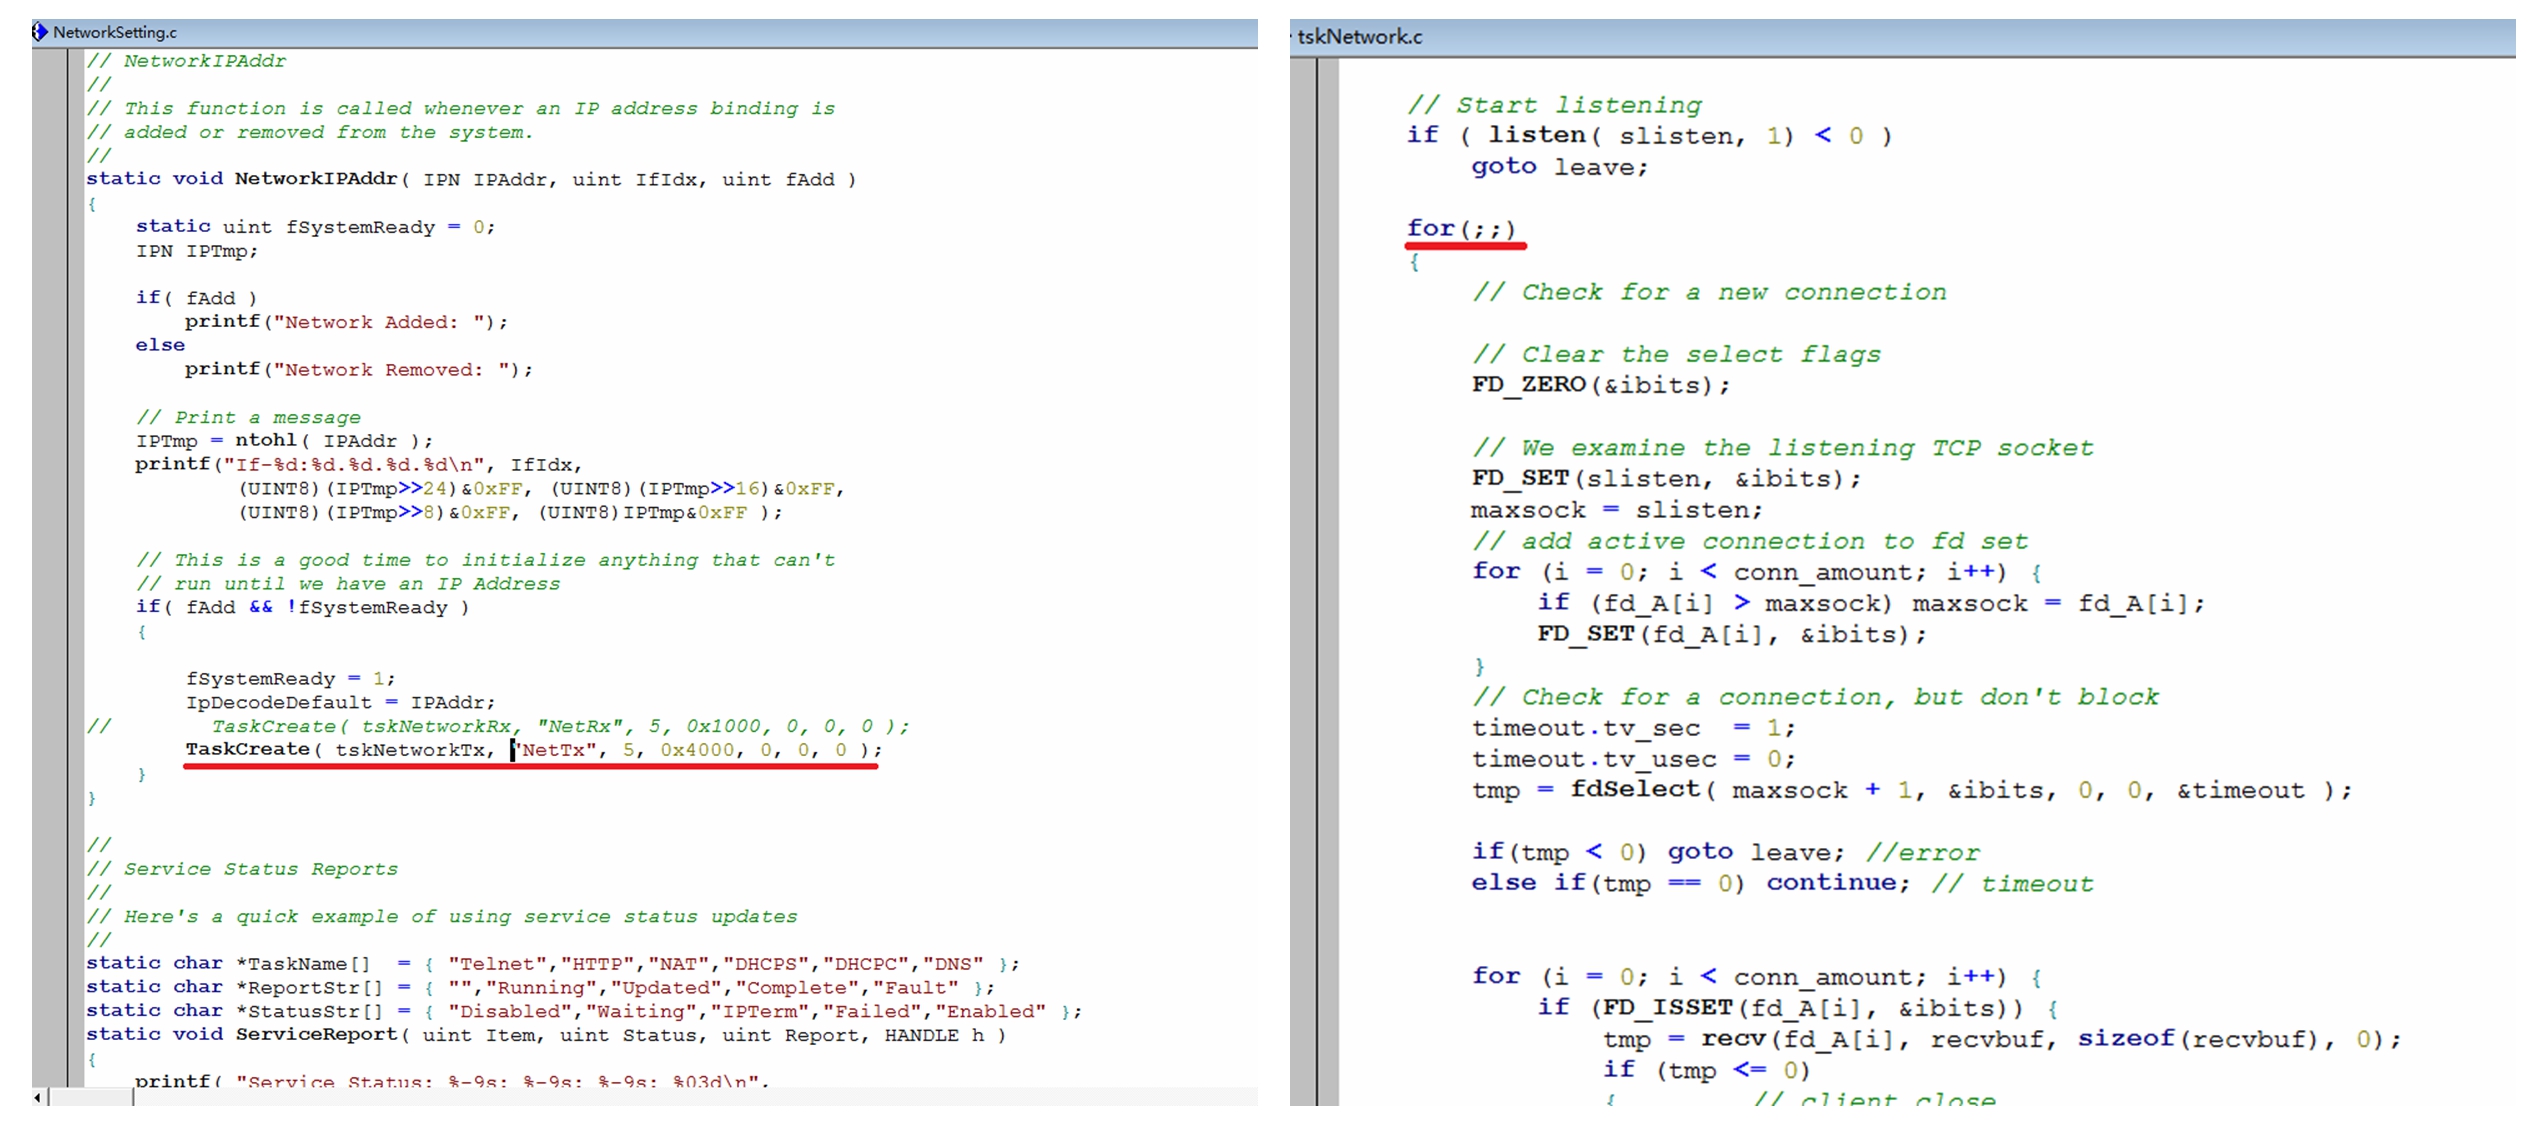 NetworkSetting.c
// NetworkIPAddr
//
// This function is called whenever an IP address binding is
// added or removed from the system.
//
static void NetworkIPAddr( IPN IPAddr, uint IfIdx, uint fAdd )
{
    static uint fSystemReady = 0;
    IPN IPTmp;

    if( fAdd )
        printf("Network Added: ");
    else
        printf("Network Removed: ");

    // Print a message
    IPTmp = ntohl( IPAddr );
    printf("If-%d:%d.%d.%d.%d\n", IfIdx,
            (UINT8)(IPTmp>>24)&0xFF, (UINT8)(IPTmp>>16)&0xFF,
            (UINT8)(IPTmp>>8)&0xFF, (UINT8)IPTmp&0xFF );

    // This is a good time to initialize anything that can't
    // run until we have an IP Address
    if( fAdd && !fSystemReady )
    {

        fSystemReady = 1;
        IpDecodeDefault = IPAddr;
//        TaskCreate( tskNetworkRx, "NetRx", 5, 0x1000, 0, 0, 0 );
        TaskCreate( tskNetworkTx, "NetTx", 5, 0x4000, 0, 0, 0 );
    }
}

//
// Service Status Reports
//
// Here's a quick example of using service status updates
//
static char *TaskName[]  = { "Telnet","HTTP","NAT","DHCPS","DHCPC","DNS" };
static char *ReportStr[] = { "","Running","Updated","Complete","Fault" };
static char *StatusStr[] = { "Disabled","Waiting","IPTerm","Failed","Enabled" };
static void ServiceReport( uint Item, uint Status, uint Report, HANDLE h )
{
    printf( "Service Status: %-9s: %-9s: %-9s: %03d\n",
tskNetwork.c
// Start listening
if ( listen( slisten, 1) < 0 )
    goto leave;

for(;;)
{
    // Check for a new connection

    // Clear the select flags
    FD_ZERO(&ibits);

    // We examine the listening TCP socket
    FD_SET(slisten, &ibits);
    maxsock = slisten;
    // add active connection to fd set
    for (i = 0; i < conn_amount; i++) {
        if (fd_A[i] > maxsock) maxsock = fd_A[i];
        FD_SET(fd_A[i], &ibits);
    }
    // Check for a connection, but don't block
    timeout.tv_sec  = 1;
    timeout.tv_usec = 0;
    tmp = fdSelect( maxsock + 1, &ibits, 0, 0, &timeout );

    if(tmp < 0) goto leave; //error
    else if(tmp == 0) continue; // timeout

    for (i = 0; i < conn_amount; i++) {
        if (FD_ISSET(fd_A[i], &ibits)) {
            tmp = recv(fd_A[i], recvbuf, sizeof(recvbuf), 0);
            if (tmp <= 0)
            {        // client close